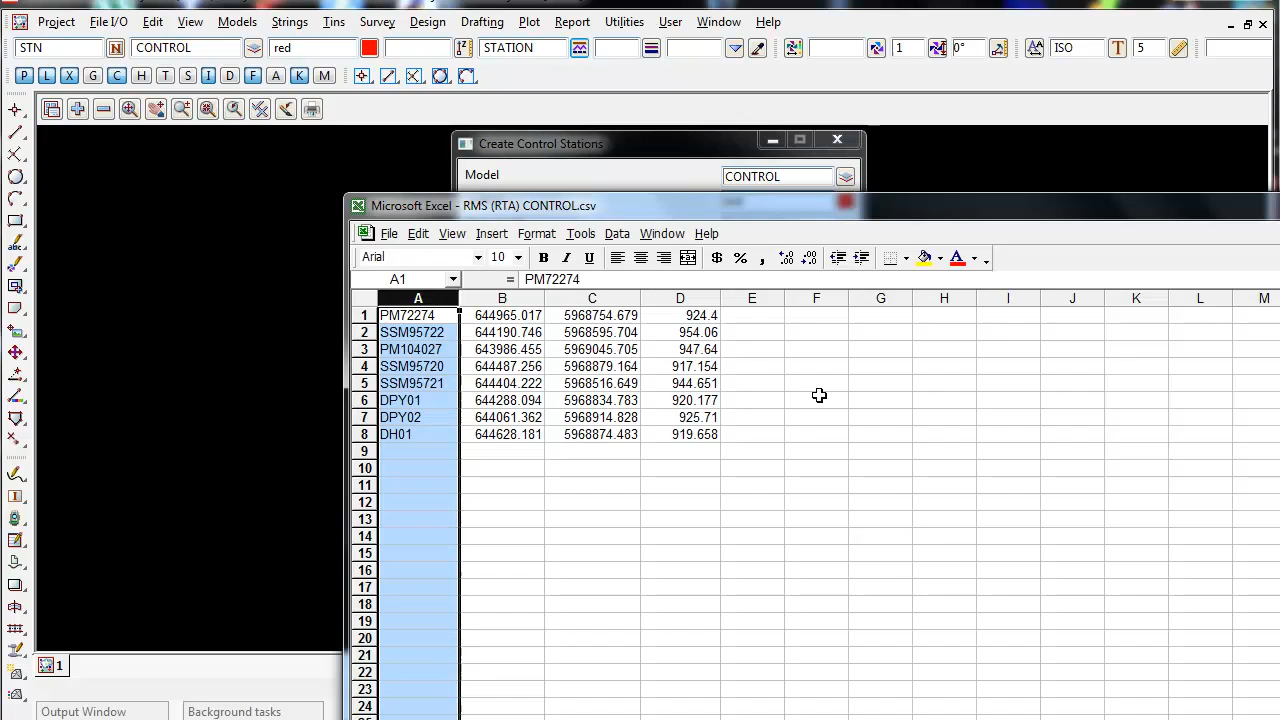 Project File I/O Edit View Models Strings Tins Survey Design Drafting Plot Report Utilities User Window Help
STN N CONTROL red STATION 1 0° ISO T 5
P L X G C H T S I D F A K M
Create Control Stations
Model CONTROL
Microsoft Excel - RMS (RTA) CONTROL.csv
File Edit View Insert Format Tools Data Window Help
Arial 10 B I U $ % , A
A1 = PM72274
A B C D E F G H I J K L M
1 PM72274 644965.017 5968754.679 924.4
2 SSM95722 644190.746 5968595.704 954.06
3 PM104027 643986.455 5969045.705 947.64
4 SSM95720 644487.256 5968879.164 917.154
5 SSM95721 644404.222 5968516.649 944.651
6 DPY01 644288.094 5968834.783 920.177
7 DPY02 644061.362 5968914.828 925.71
8 DH01 644628.181 5968874.483 919.658
9
10
11
12
13
14
15
16
17
18
19
20
21
22
23
24
1
Output Window Background tasks